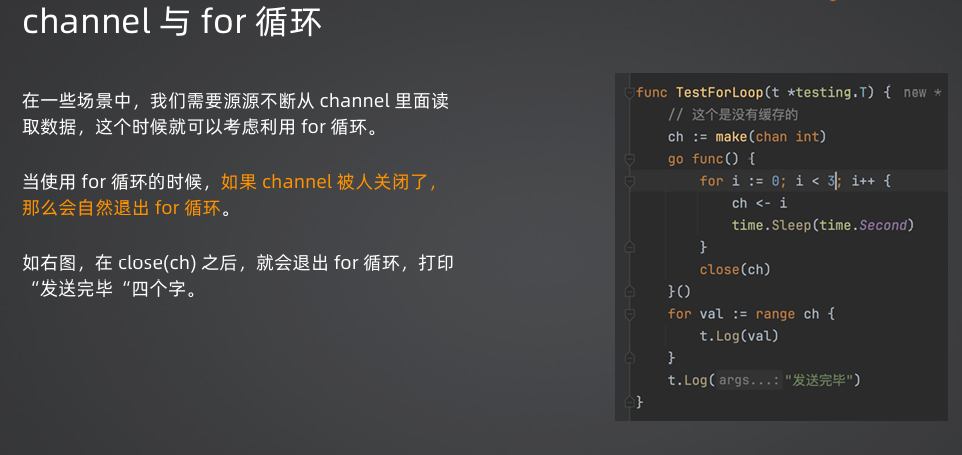 channel 与 for 循环
在一些场景中，我们需要源源不断从 channel 里面读
取数据，这个时候就可以考虑利用 for 循环。
当使用 for 循环的时候，如果 channel 被人关闭了，
那么会自然退出 for 循环。
如右图，在 close(ch) 之后，就会退出 for 循环，打印
“发送完毕“四个字。
func TestForLoop(t *testing.T) { new *
// 这个是没有缓存的
ch := make(chan int)
go func() {
for i := 0; i < 3; i++ {
ch <- i
time.Sleep(time.Second)
}
close(ch)
}()
for val := range ch {
t.Log(val)
}
t.Log(args...: "发送完毕")
}